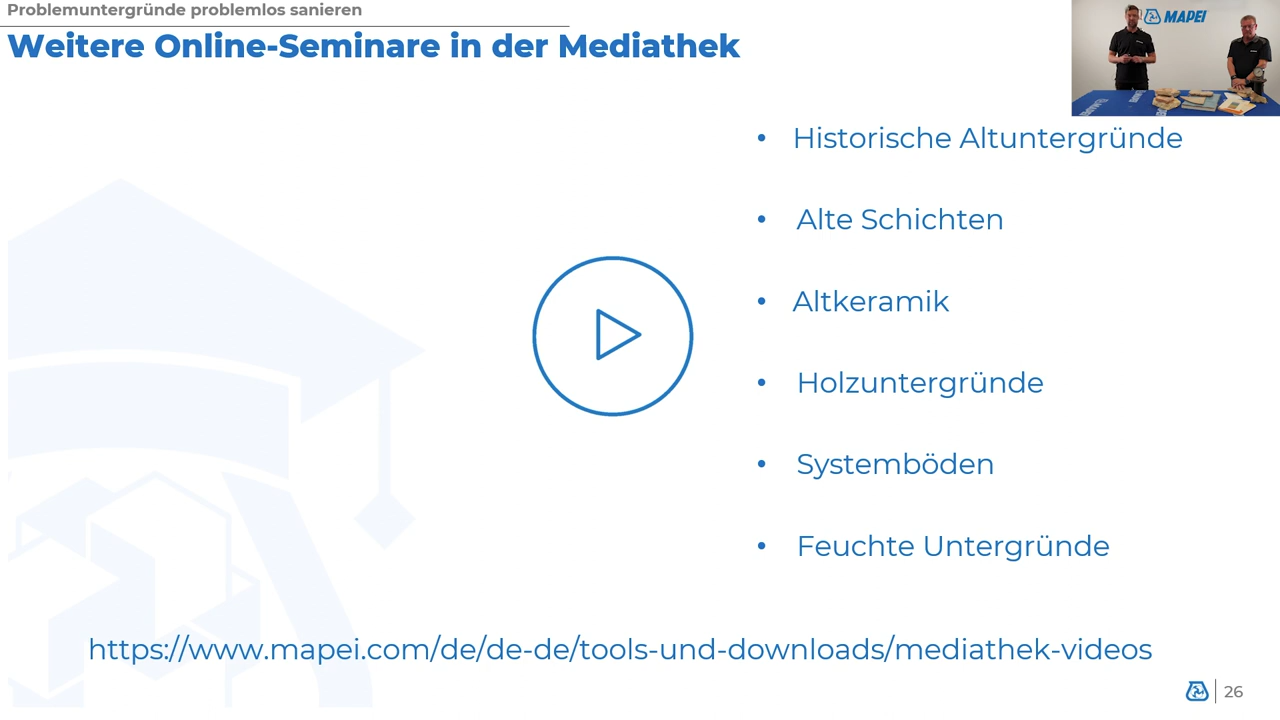 Problemuntergründe problemlos sanieren
Weitere Online-Seminare in der Mediathek
MAPEI
• Historische Altuntergründe
• Alte Schichten
• Altkeramik
• Holzuntergründe
• Systemböden
• Feuchte Untergründe
https://www.mapei.com/de/de-de/tools-und-downloads/mediathek-videos
26